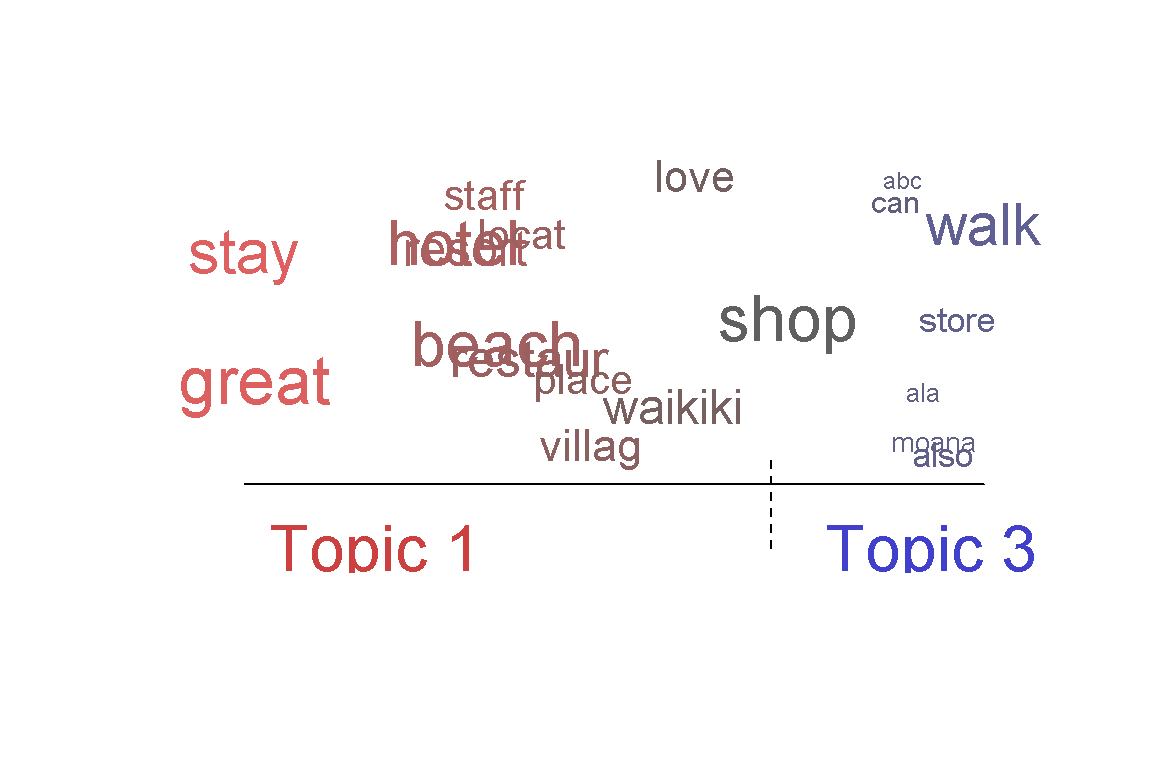 love
abc
staff
can
walk
locat
hotel
resort
stay
shop
store
beach
restaur
place
great
ala
waikiki
villag
moana
also
Topic 1
Topic 3